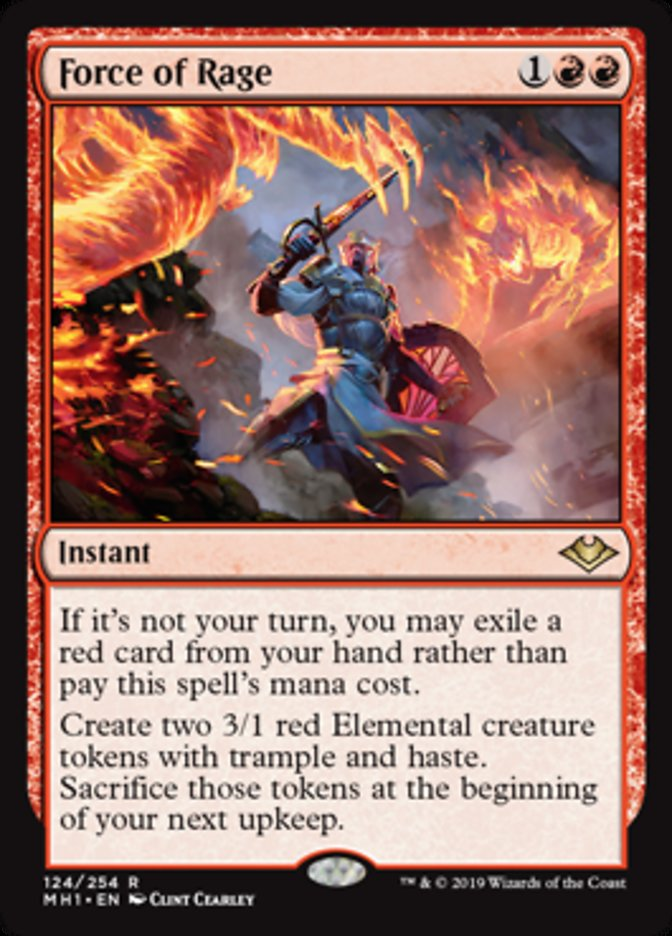 Force of Rage 1
Instant
If it's not your turn, you may exile a
red card from your hand rather than
pay this spell's mana cost.
Create two 3/1 red Elemental creature
tokens with trample and haste.
Sacrifice those tokens at the beginning
of your next upkeep.
124/254 R
MH1 • EN Clint Cearley
™ & © 2019 Wizards of the Coast